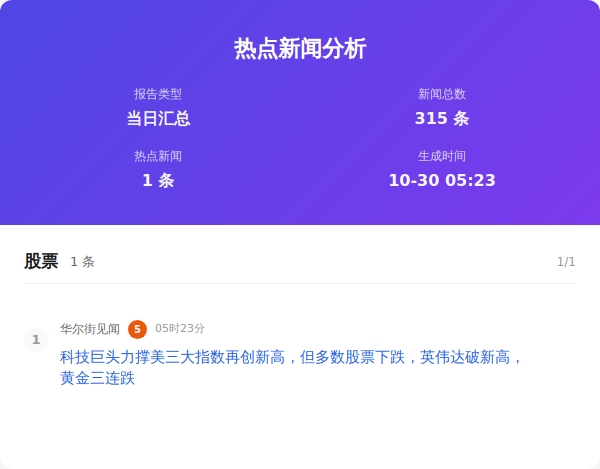 热点新闻分析
报告类型
当日汇总
新闻总数
315 条
热点新闻
1 条
生成时间
10-30 05:23
股票 1 条 1/1
1
华尔街见闻 5 05时23分
科技巨头力撑美三大指数再创新高，但多数股票下跌，英伟达破新高，
黄金三连跌